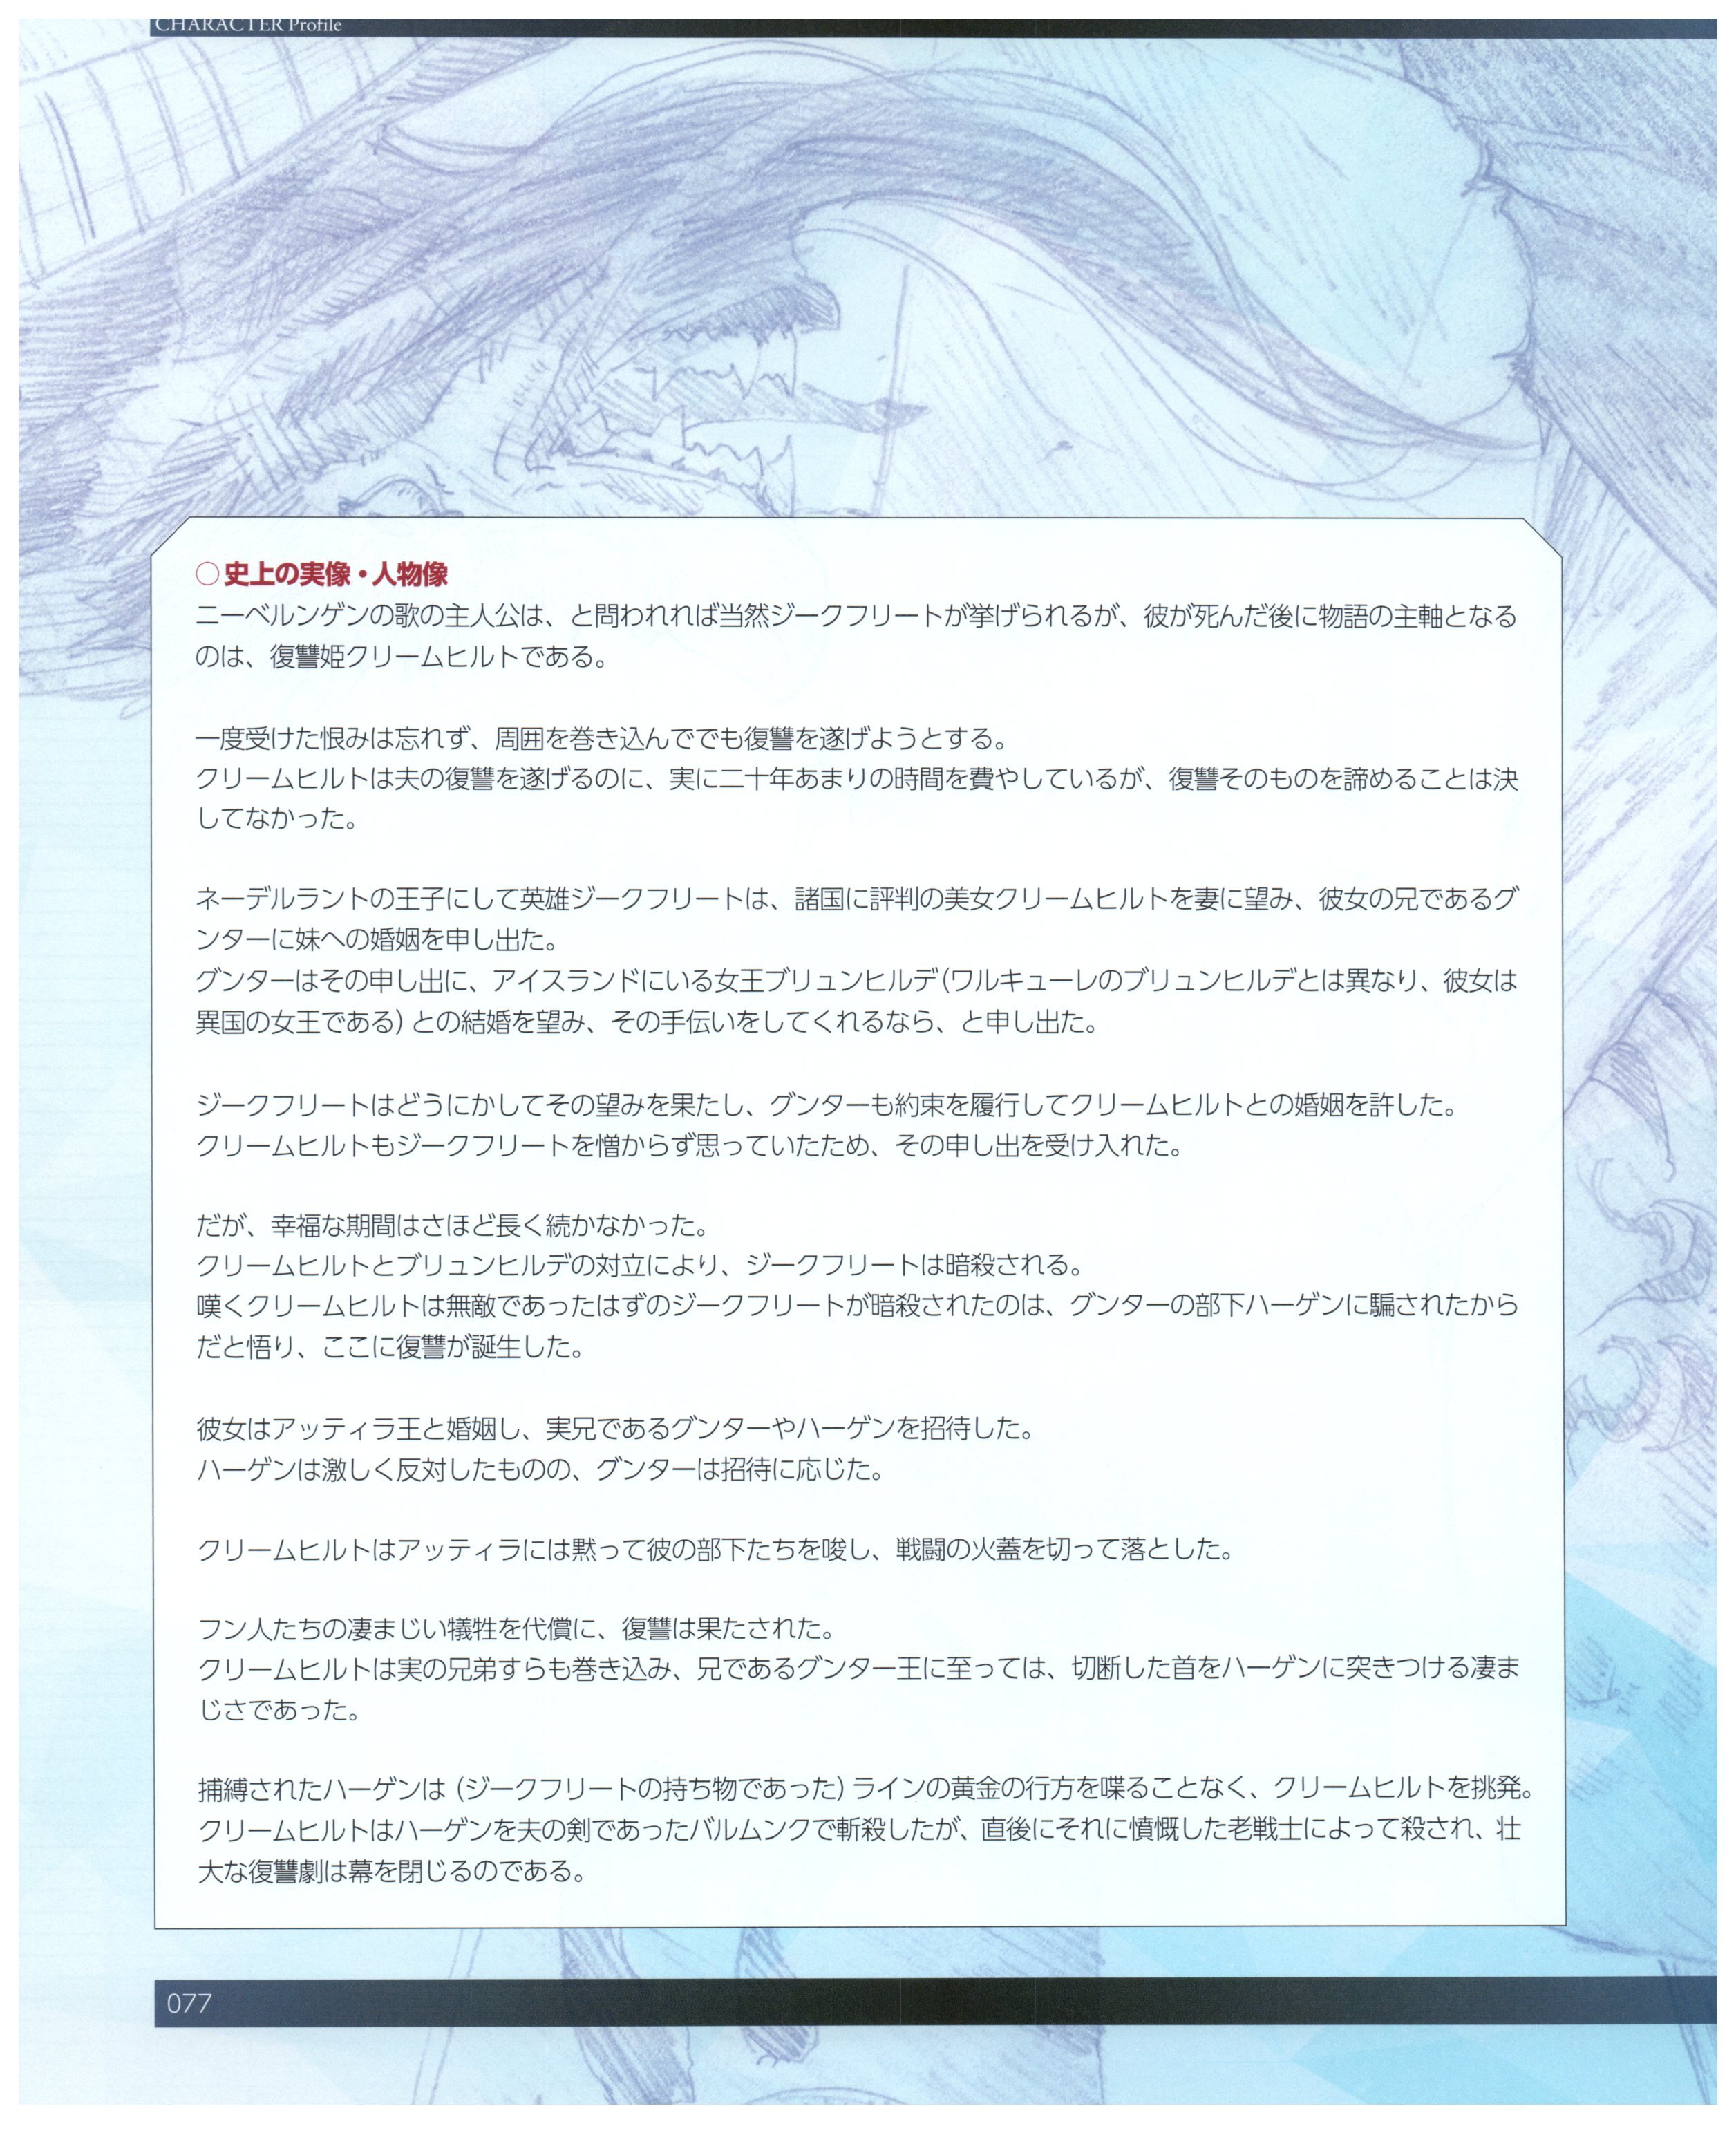 CHARACTER Profile
○史上の実像・人物像
ニーベルンゲンの歌の主人公は、と問われれば当然ジークフリートが挙げられるが、彼が死んだ後に物語の主軸となる
のは、復讐姫クリームヒルトである。
一度受けた恨みは忘れず、周囲を巻き込んででも復讐を遂げようとする。
クリームヒルトは夫の復讐を遂げるのに、実に二十年あまりの時間を費やしているが、復讐そのものを諦めることは決
してなかった。
ネーデルラントの王子にして英雄ジークフリートは、諸国に評判の美女クリームヒルトを妻に望み、彼女の兄であるグ
ンターに妹への婚姻を申し出た。
グンターはその申し出に、アイスランドにいる女王ブリュンヒルデ(ワルキューレのブリュンヒルデとは異なり、彼女は
異国の女王である)との結婚を望み、その手伝いをしてくれるなら、と申し出た。
ジークフリートはどうにかしてその望みを果たし、グンターも約束を履行してクリームヒルトとの婚姻を許した。
クリームヒルトもジークフリートを憎からず思っていたため、その申し出を受け入れた。
だが、幸福な期間はさほど長く続かなかった。
クリームヒルトとブリュンヒルデの対立により、ジークフリートは暗殺される。
嘆くクリームヒルトは無敵であったはずのジークフリートが暗殺されたのは、グンターの部下ハーゲンに騙されたから
だと悟り、ここに復讐が誕生した。
彼女はアッティラ王と婚姻し、実兄であるグンターやハーゲンを招待した。
ハーゲンは激しく反対したものの、グンターは招待に応じた。
クリームヒルトはアッティラには黙って彼の部下たちを唆し、戦闘の火蓋を切って落とした。
フン人たちの凄まじい犠牲を代償に、復讐は果たされた。
クリームヒルトは実の兄弟すらも巻き込み、兄であるグンター王に至っては、切断した首をハーゲンに突きつける凄ま
じさであった。
捕縛されたハーゲンは(ジークフリートの持ち物であった)ラインの黄金の行方を喋ることなく、クリームヒルトを挑発。
クリームヒルトはハーゲンを夫の剣であったバルムンクで斬殺したが、直後にそれに憤慨した老戦士によって殺され、壮
大な復讐劇は幕を閉じるのである。
077